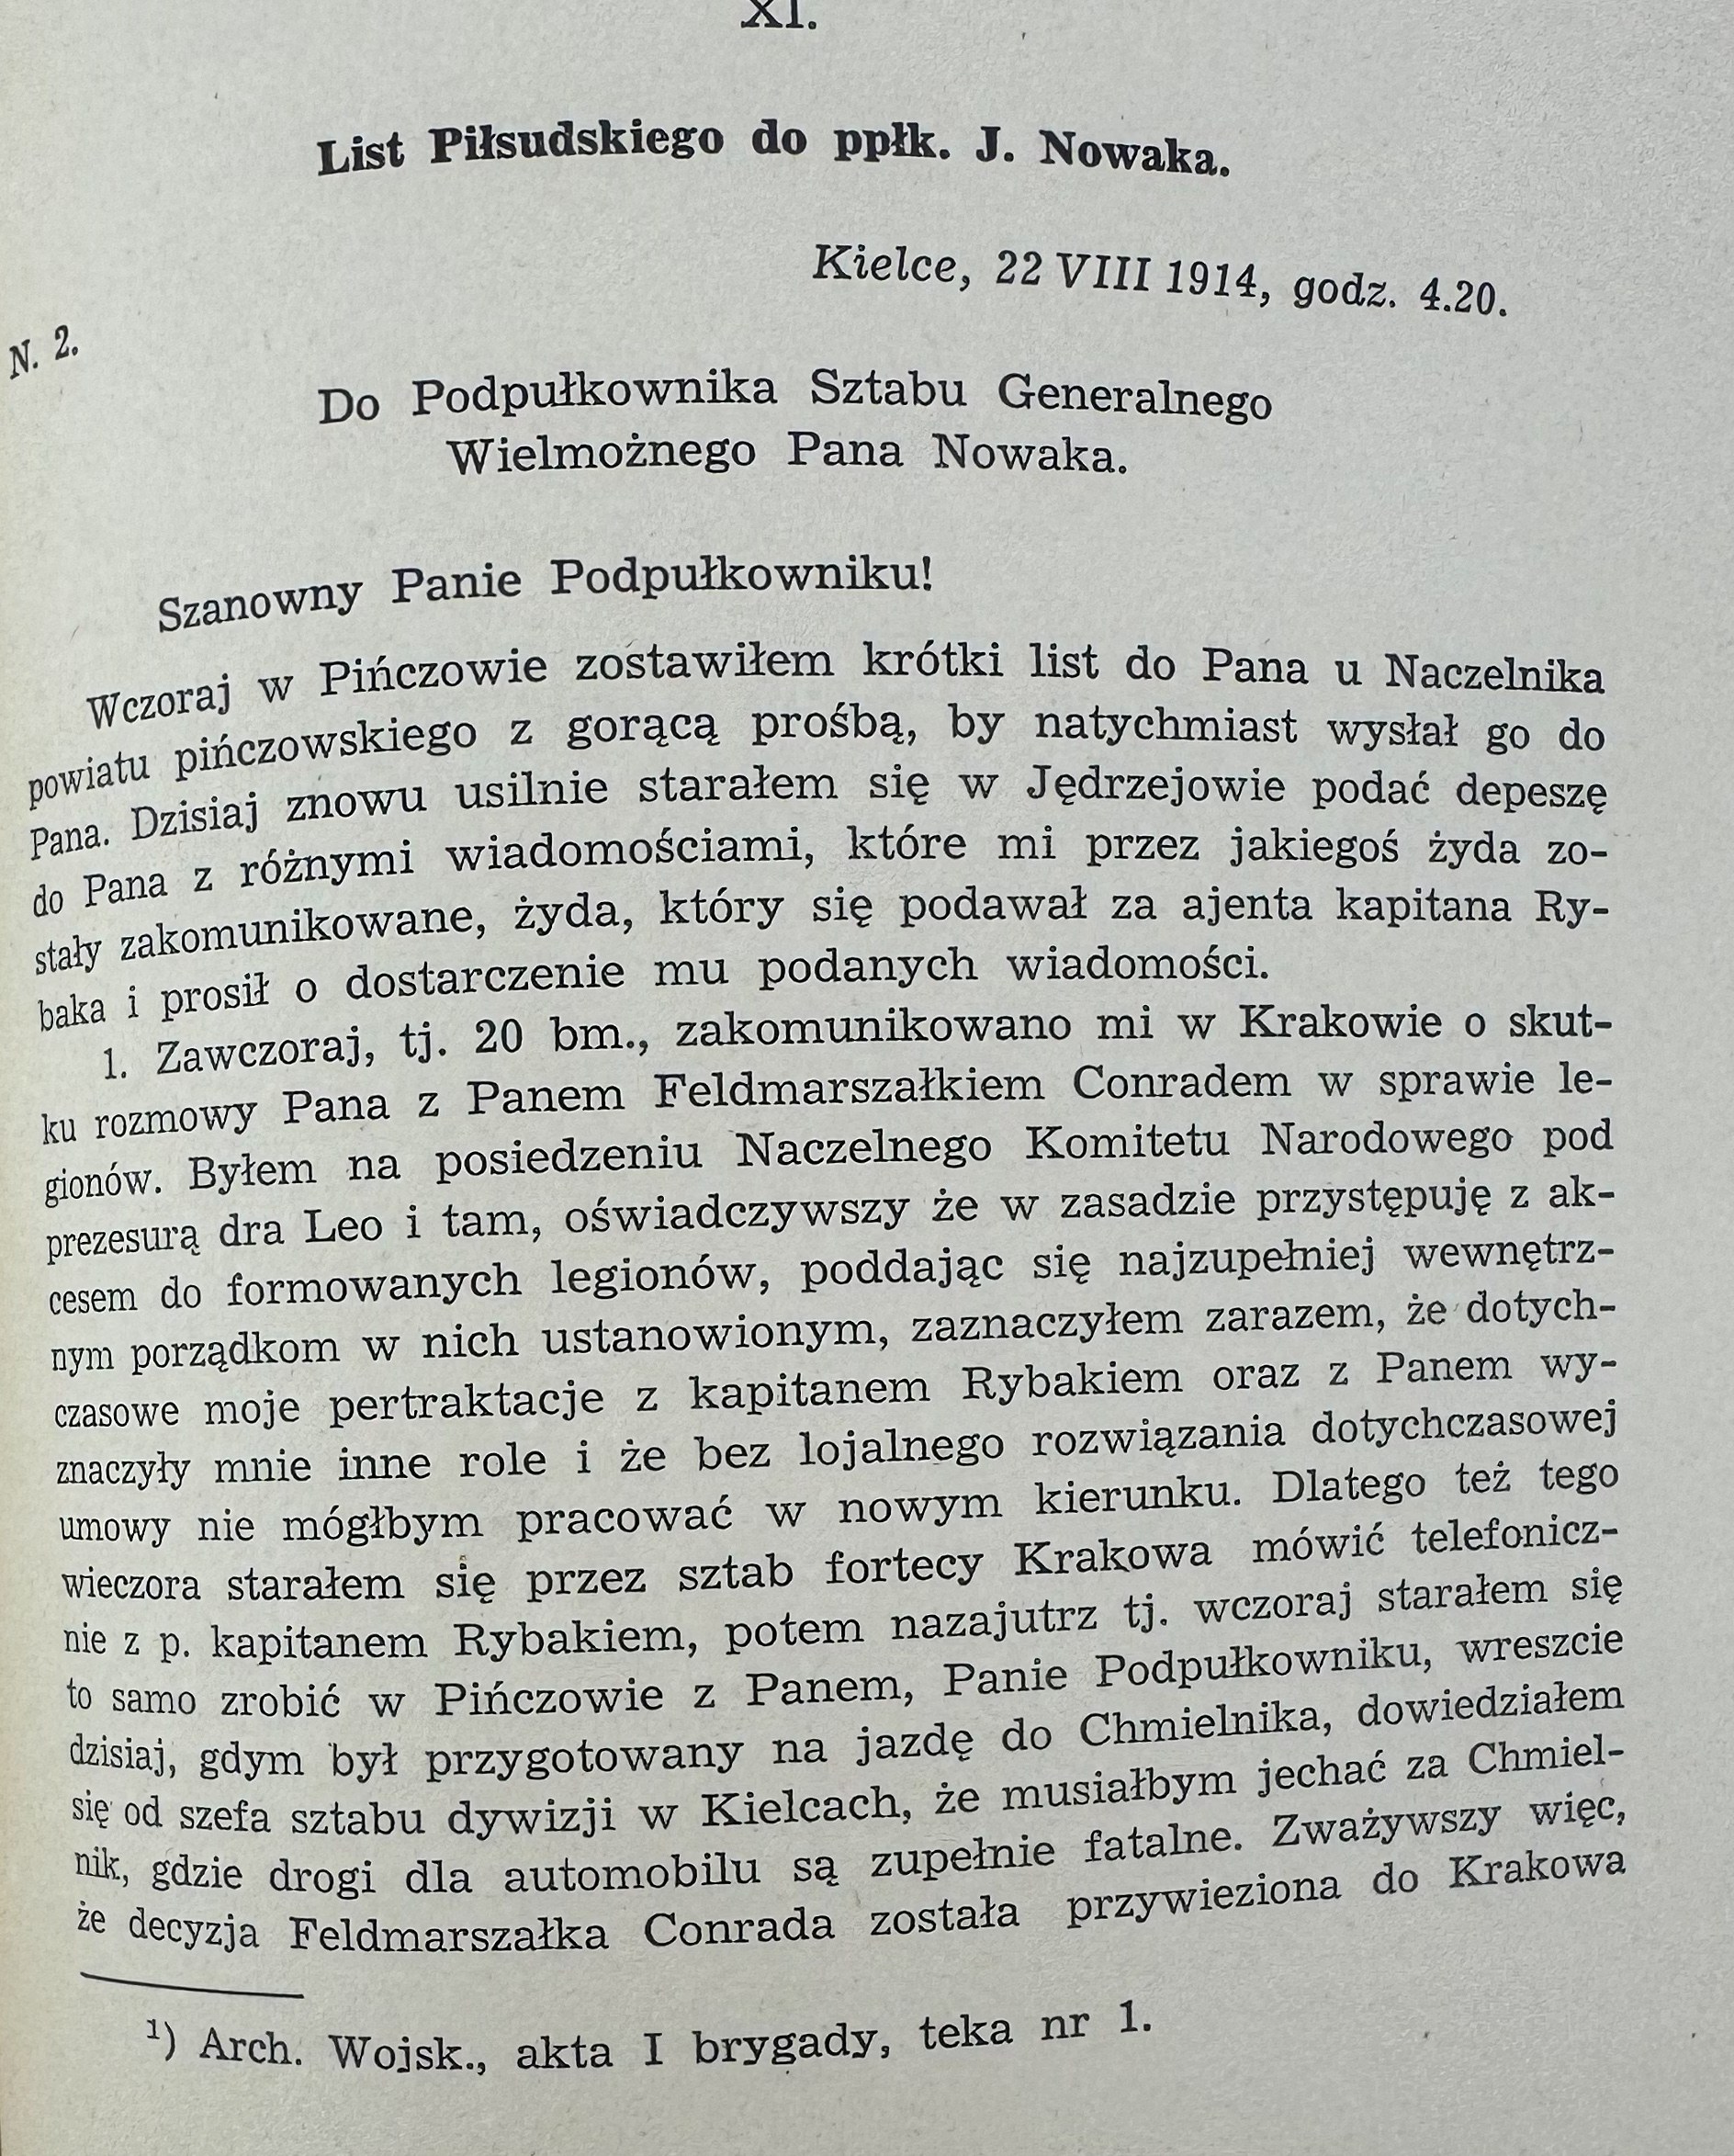 XI.
List Piłsudskiego do ppłk. J. Nowaka.
Kielce, 22 VIII 1914, godz. 4.20.
N. 2.
Do Podpułkownika Sztabu Generalnego
Wielmożnego Pana Nowaka.
Szanowny Panie Podpułkowniku!
Wczoraj w Pińczowie zostawiłem krótki list do Pana u Naczelnika
powiatu pińczowskiego z gorącą prośbą, by natychmiast wysłał go do
Pana. Dzisiaj znowu usilnie starałem się w Jędrzejowie podać depeszę
do Pana z różnymi wiadomościami, które mi przez jakiegoś żyda zo-
stały zakomunikowane, żyda, który się podawał za ajenta kapitana Ry-
baka i prosił o dostarczenie mu podanych wiadomości.
1. Zawczoraj, tj. 20 bm., zakomunikowano mi w Krakowie o skut-
ku rozmowy Pana z Panem Feldmarszałkiem Conradem w sprawie le-
gionów. Byłem na posiedzeniu Naczelnego Komitetu Narodowego pod
prezesurą dra Leo i tam, oświadczywszy że w zasadzie przystępuję z ak-
cesem do formowanych legionów, poddając się najzupełniej wewnętrz-
nym porządkom w nich ustanowionym, zaznaczyłem zarazem, że dotych-
czasowe moje pertraktacje z kapitanem Rybakiem oraz z Panem wy-
znaczyły mnie inne role i że bez lojalnego rozwiązania dotychczasowej
umowy nie mógłbym pracować w nowym kierunku. Dlatego też tego
wieczora starałem się przez sztab fortecy Krakowa mówić telefonicz-
nie z p. kapitanem Rybakiem, potem nazajutrz tj. wczoraj starałem się
to samo zrobić w Pińczowie z Panem, Panie Podpułkowniku, wreszcie
dzisiaj, gdym był przygotowany na jazdę do Chmielnika, dowiedziałem
się od szefa sztabu dywizji w Kielcach, że musiałbym jechać za Chmiel-
nik, gdzie drogi dla automobilu są zupełnie fatalne. Zważywszy więc,
że decyzja Feldmarszałka Conrada została przywieziona do Krakowa
¹) Arch. Wojsk., akta I brygady, teka nr 1.